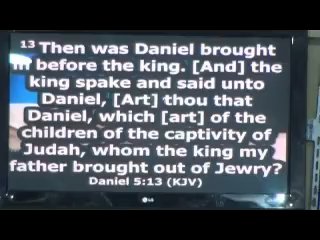 13 Then was Daniel brought
in before the king. [And] the
king spake and said unto
Daniel, [Art] thou that
Daniel, which [art] of the
children of the captivity of
Judah, whom the king my
father brought out of Jewry?
Daniel 5:13 (KJV)
LG